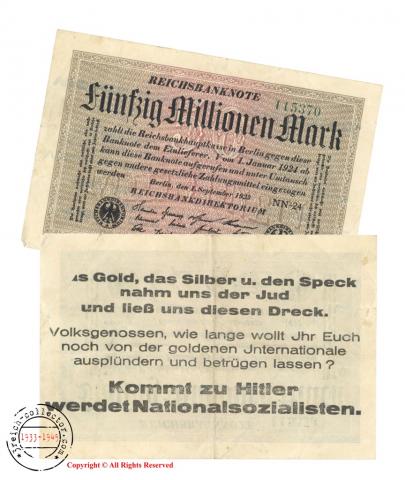 REICHSBANKNOTE
115370
Fünfzig Millionen Mark
zahlt die Reichsbankhauptkasse in Berlin gegen diese
Banknote dem Einlieferer. Vom 1. Januar 1924 ab
kann diese Banknote aufgerufen und unter Umtausch
gegen andere gesetzliche Zahlungsmittel eingezogen
werden
Berlin, den 1. September 1923
NN-24
REICHSBANKDIREKTORIUM
as Gold, das Silber u. den Speck
nahm uns der Jud
und ließ uns diesen Dreck.
Volksgenossen, wie lange wollt Jhr Euch
noch von der goldenen Jnternationale
ausplündern und betrügen lassen?
Kommt zu Hitler
werdet Nationalsozialisten.
3reich-collector.com
1933-1945
Copyright © All Rights Reserved